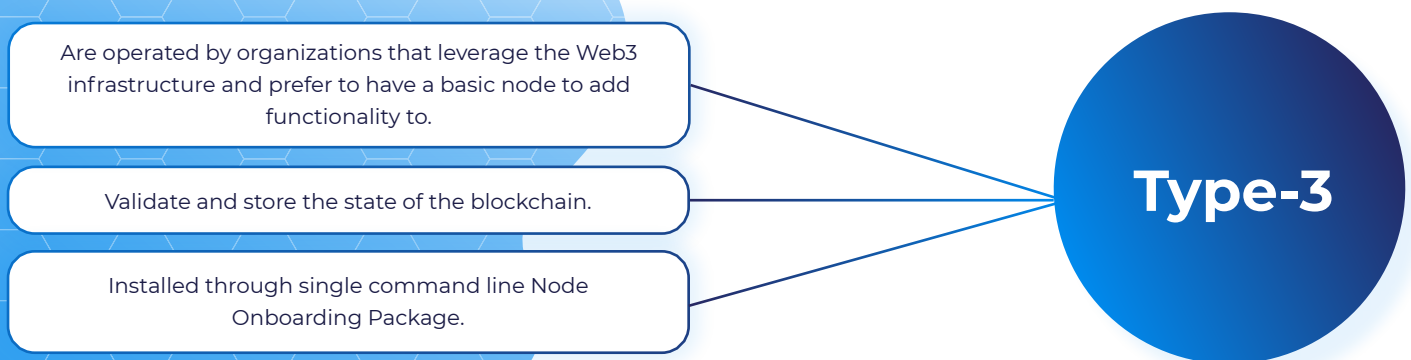 Are operated by organizations that leverage the Web3
infrastructure and prefer to have a basic node to add
functionality to.
Validate and store the state of the blockchain.
Installed through single command line Node
Onboarding Package.
Type-3